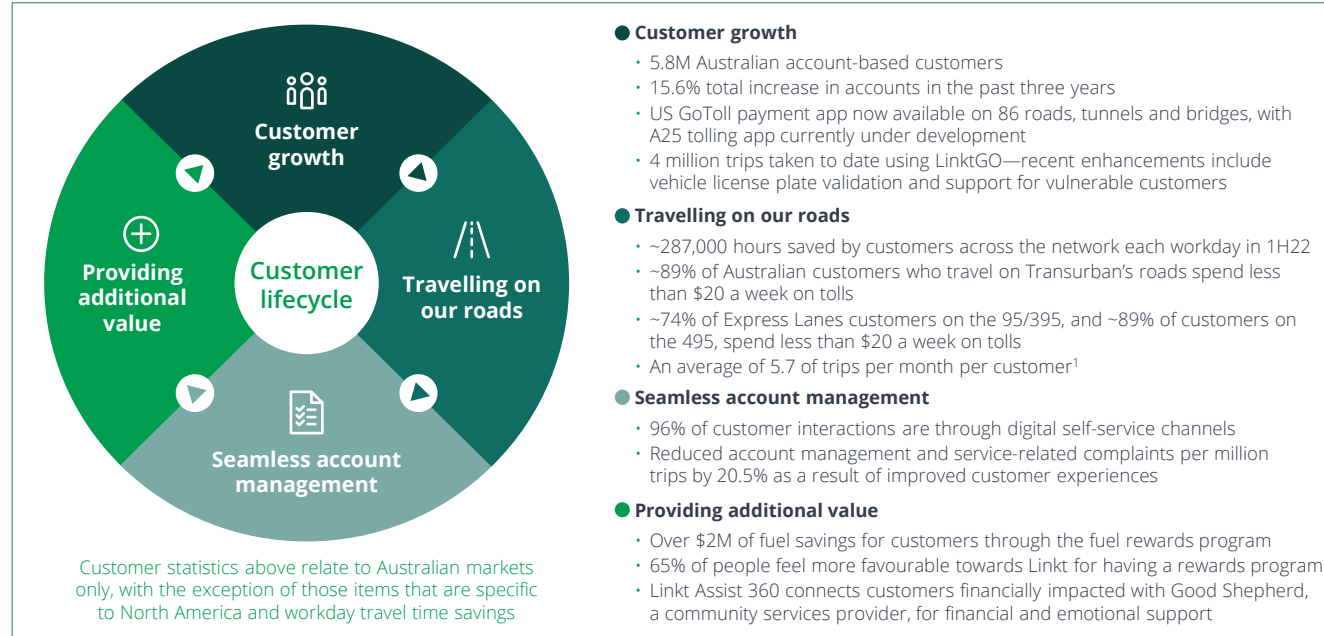 Customer
growth
Travelling on
our roads
Seamless account
management
Providing
additional
value
Customer
lifecycle
Customer statistics above relate to Australian markets
only, with the exception of those items that are specific
to North America and workday travel time savings
Customer growth
• 5.8M Australian account-based customers
• 15.6% total increase in accounts in the past three years
• US GoToll payment app now available on 86 roads, tunnels and bridges, with
A25 tolling app currently under development
• 4 million trips taken to date using LinktGO—recent enhancements include
vehicle license plate validation and support for vulnerable customers
Travelling on our roads
• ~287,000 hours saved by customers across the network each workday in 1H22
• ~89% of Australian customers who travel on Transurban’s roads spend less
than $20 a week on tolls
• ~74% of Express Lanes customers on the 95/395, and ~89% of customers on
the 495, spend less than $20 a week on tolls
• An average of 5.7 of trips per month per customer¹
Seamless account management
• 96% of customer interactions are through digital self-service channels
• Reduced account management and service-related complaints per million
trips by 20.5% as a result of improved customer experiences
Providing additional value
• Over $2M of fuel savings for customers through the fuel rewards program
• 65% of people feel more favourable towards Linkt for having a rewards program
• Linkt Assist 360 connects customers financially impacted with Good Shepherd,
a community services provider, for financial and emotional support